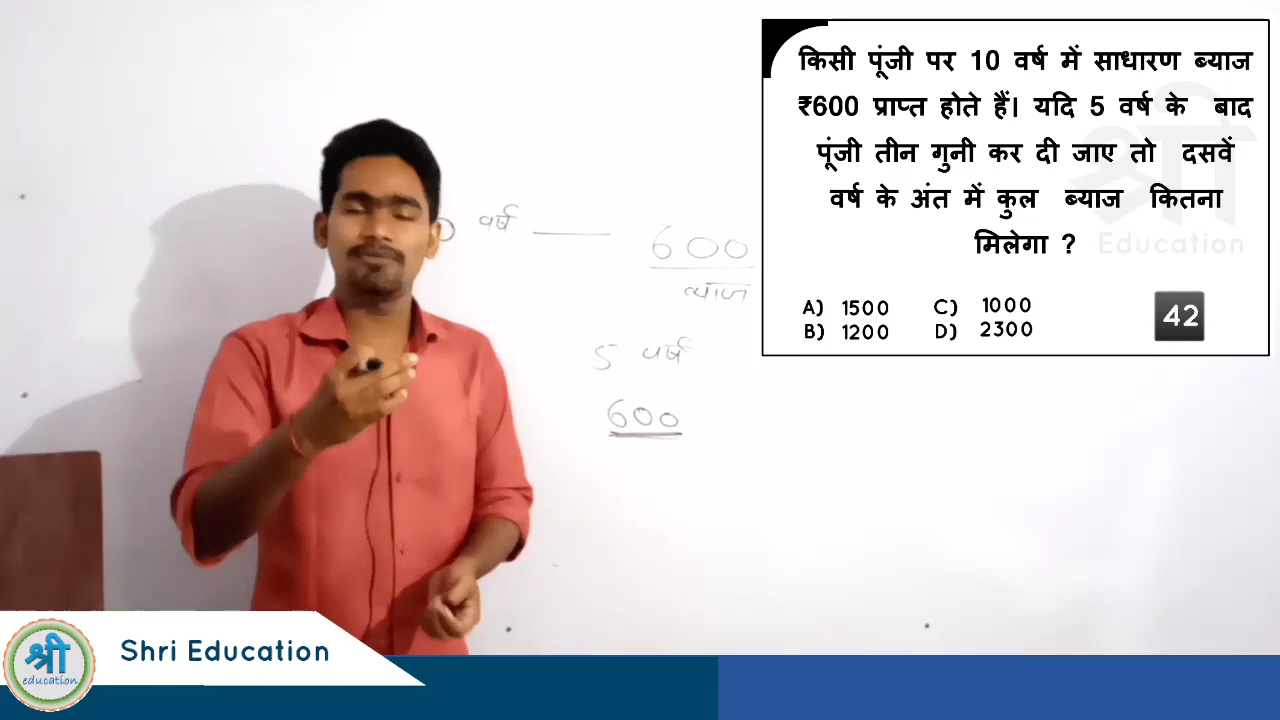 किसी पूंजी पर 10 वर्ष में साधारण ब्याज
₹600 प्राप्त होते हैं। यदि 5 वर्ष के बाद
पूंजी तीन गुनी कर दी जाए तो दसवें
वर्ष के अंत में कुल ब्याज कितना
मिलेगा ?
श्री
Education
A) 1500 C) 1000
B) 1200 D) 2300
42
वर्ष 600
ब्याज
5 वर्ष
600
श्री
education
Shri Education